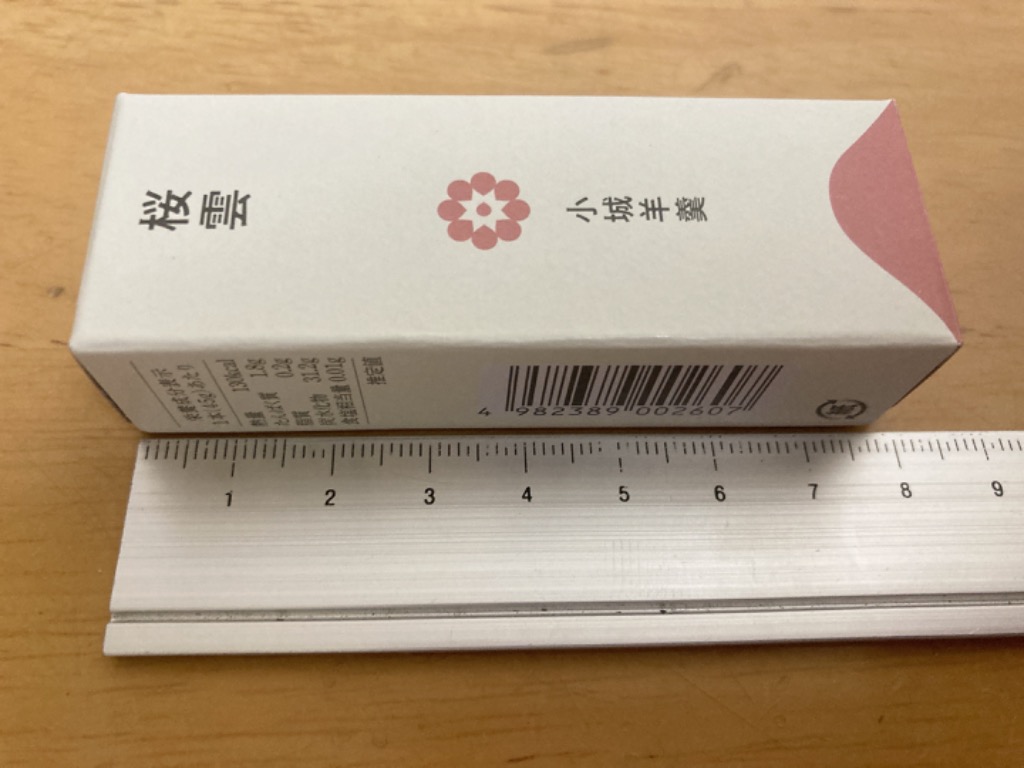 桜雲
小城羊羹
栄養成分表示
1本(45g)あたり
熱量 130kcal
たんぱく質 1.8g
脂質 0.2g
炭水化物 31.2g
食塩相当量 0.01g
推定値
4 982389 002607
紙
1 2 3 4 5 6 7 8 9